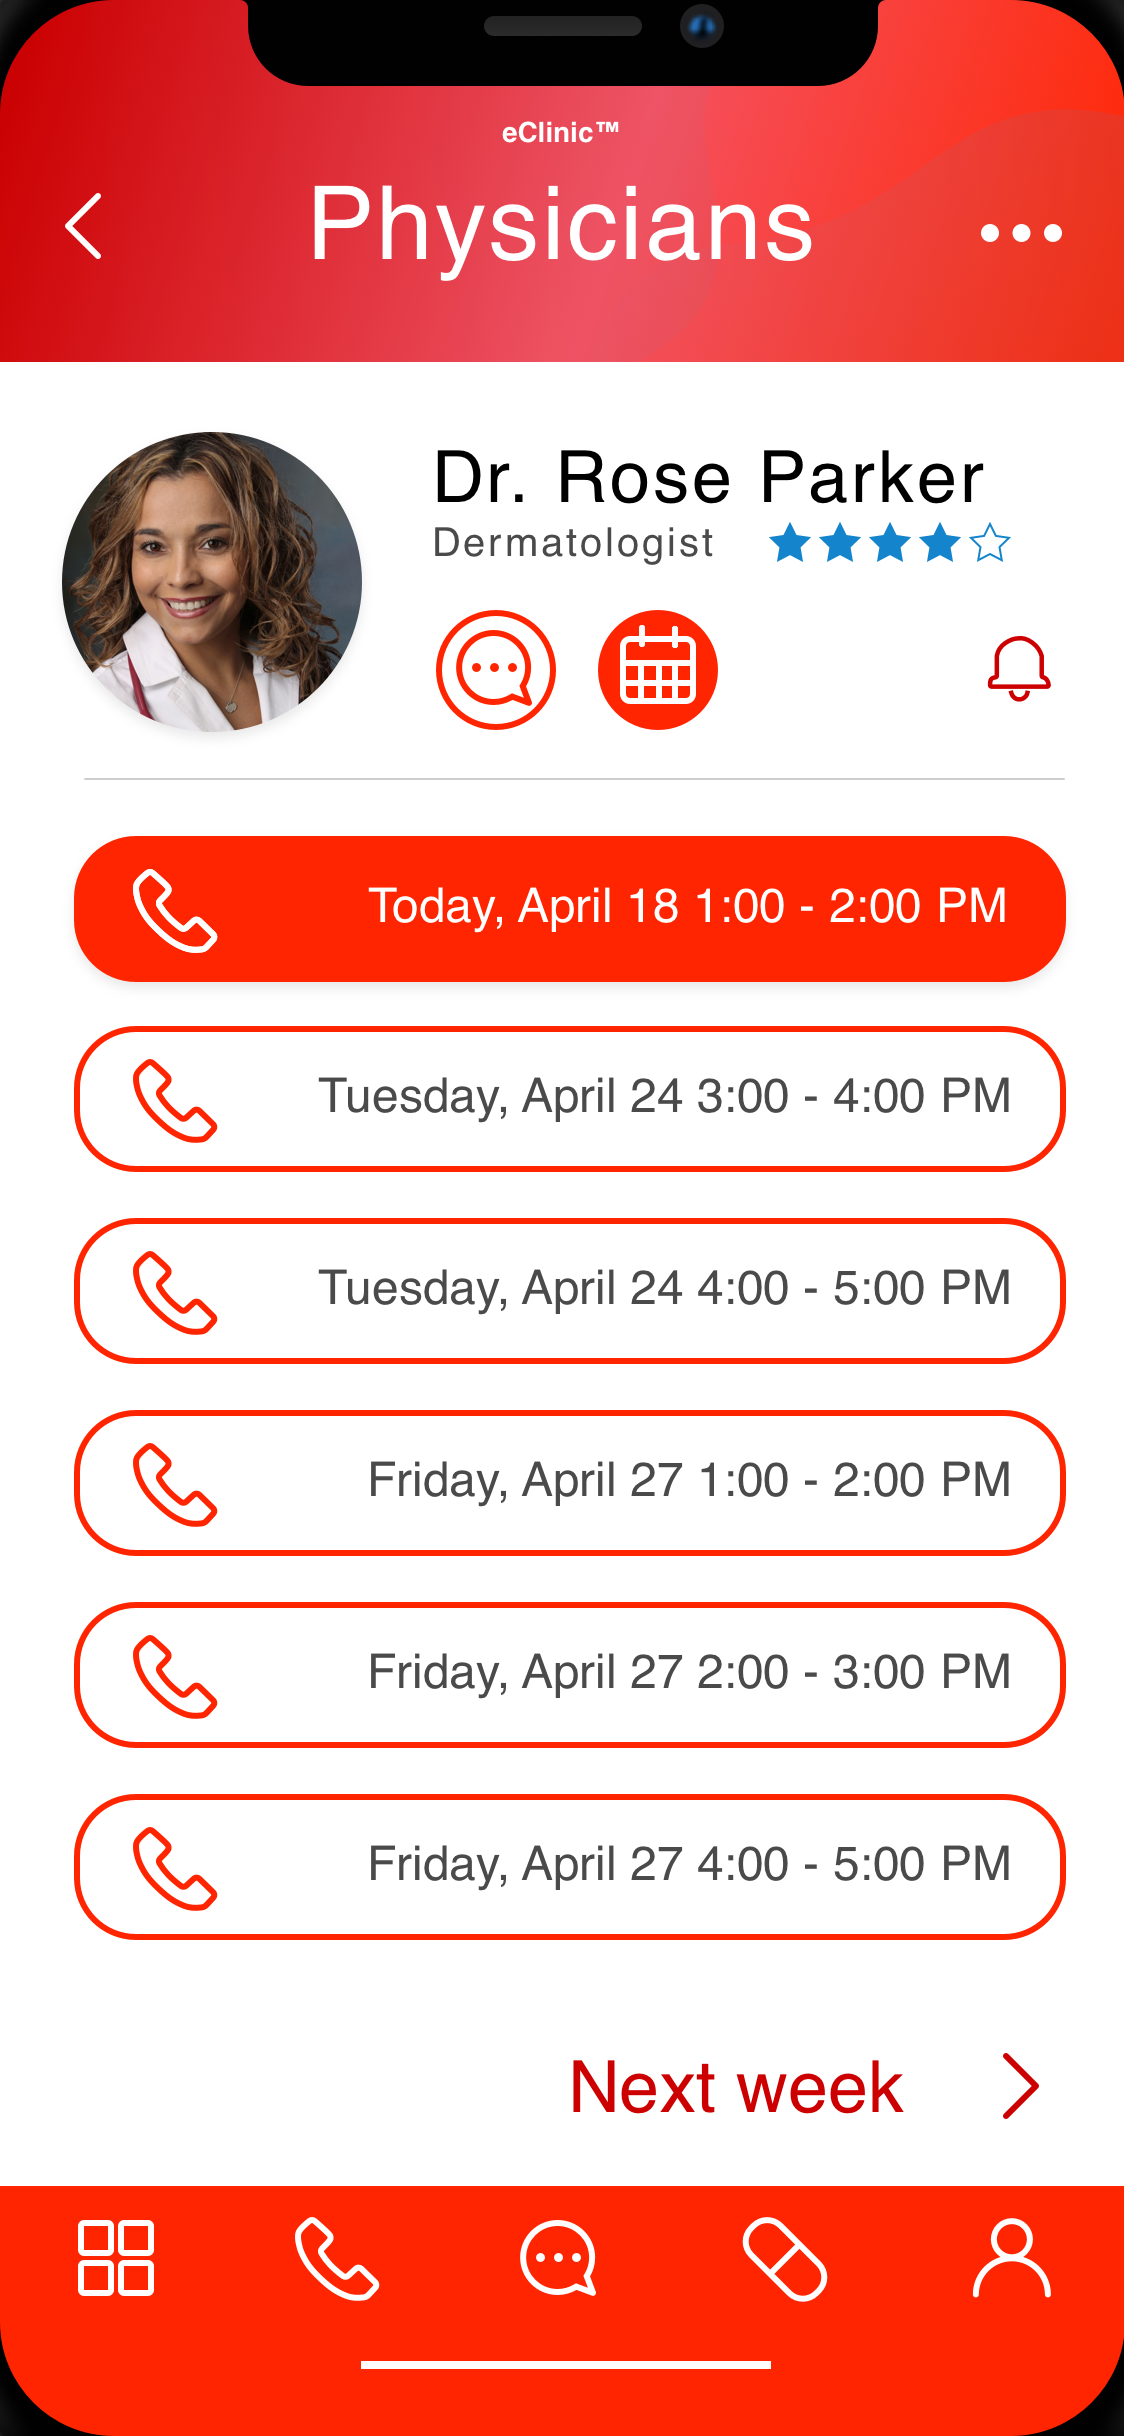 eClinic™
Physicians
Dr. Rose Parker
Dermatologist
Today, April 18 1:00 - 2:00 PM
Tuesday, April 24 3:00 - 4:00 PM
Tuesday, April 24 4:00 - 5:00 PM
Friday, April 27 1:00 - 2:00 PM
Friday, April 27 2:00 - 3:00 PM
Friday, April 27 4:00 - 5:00 PM
Next week